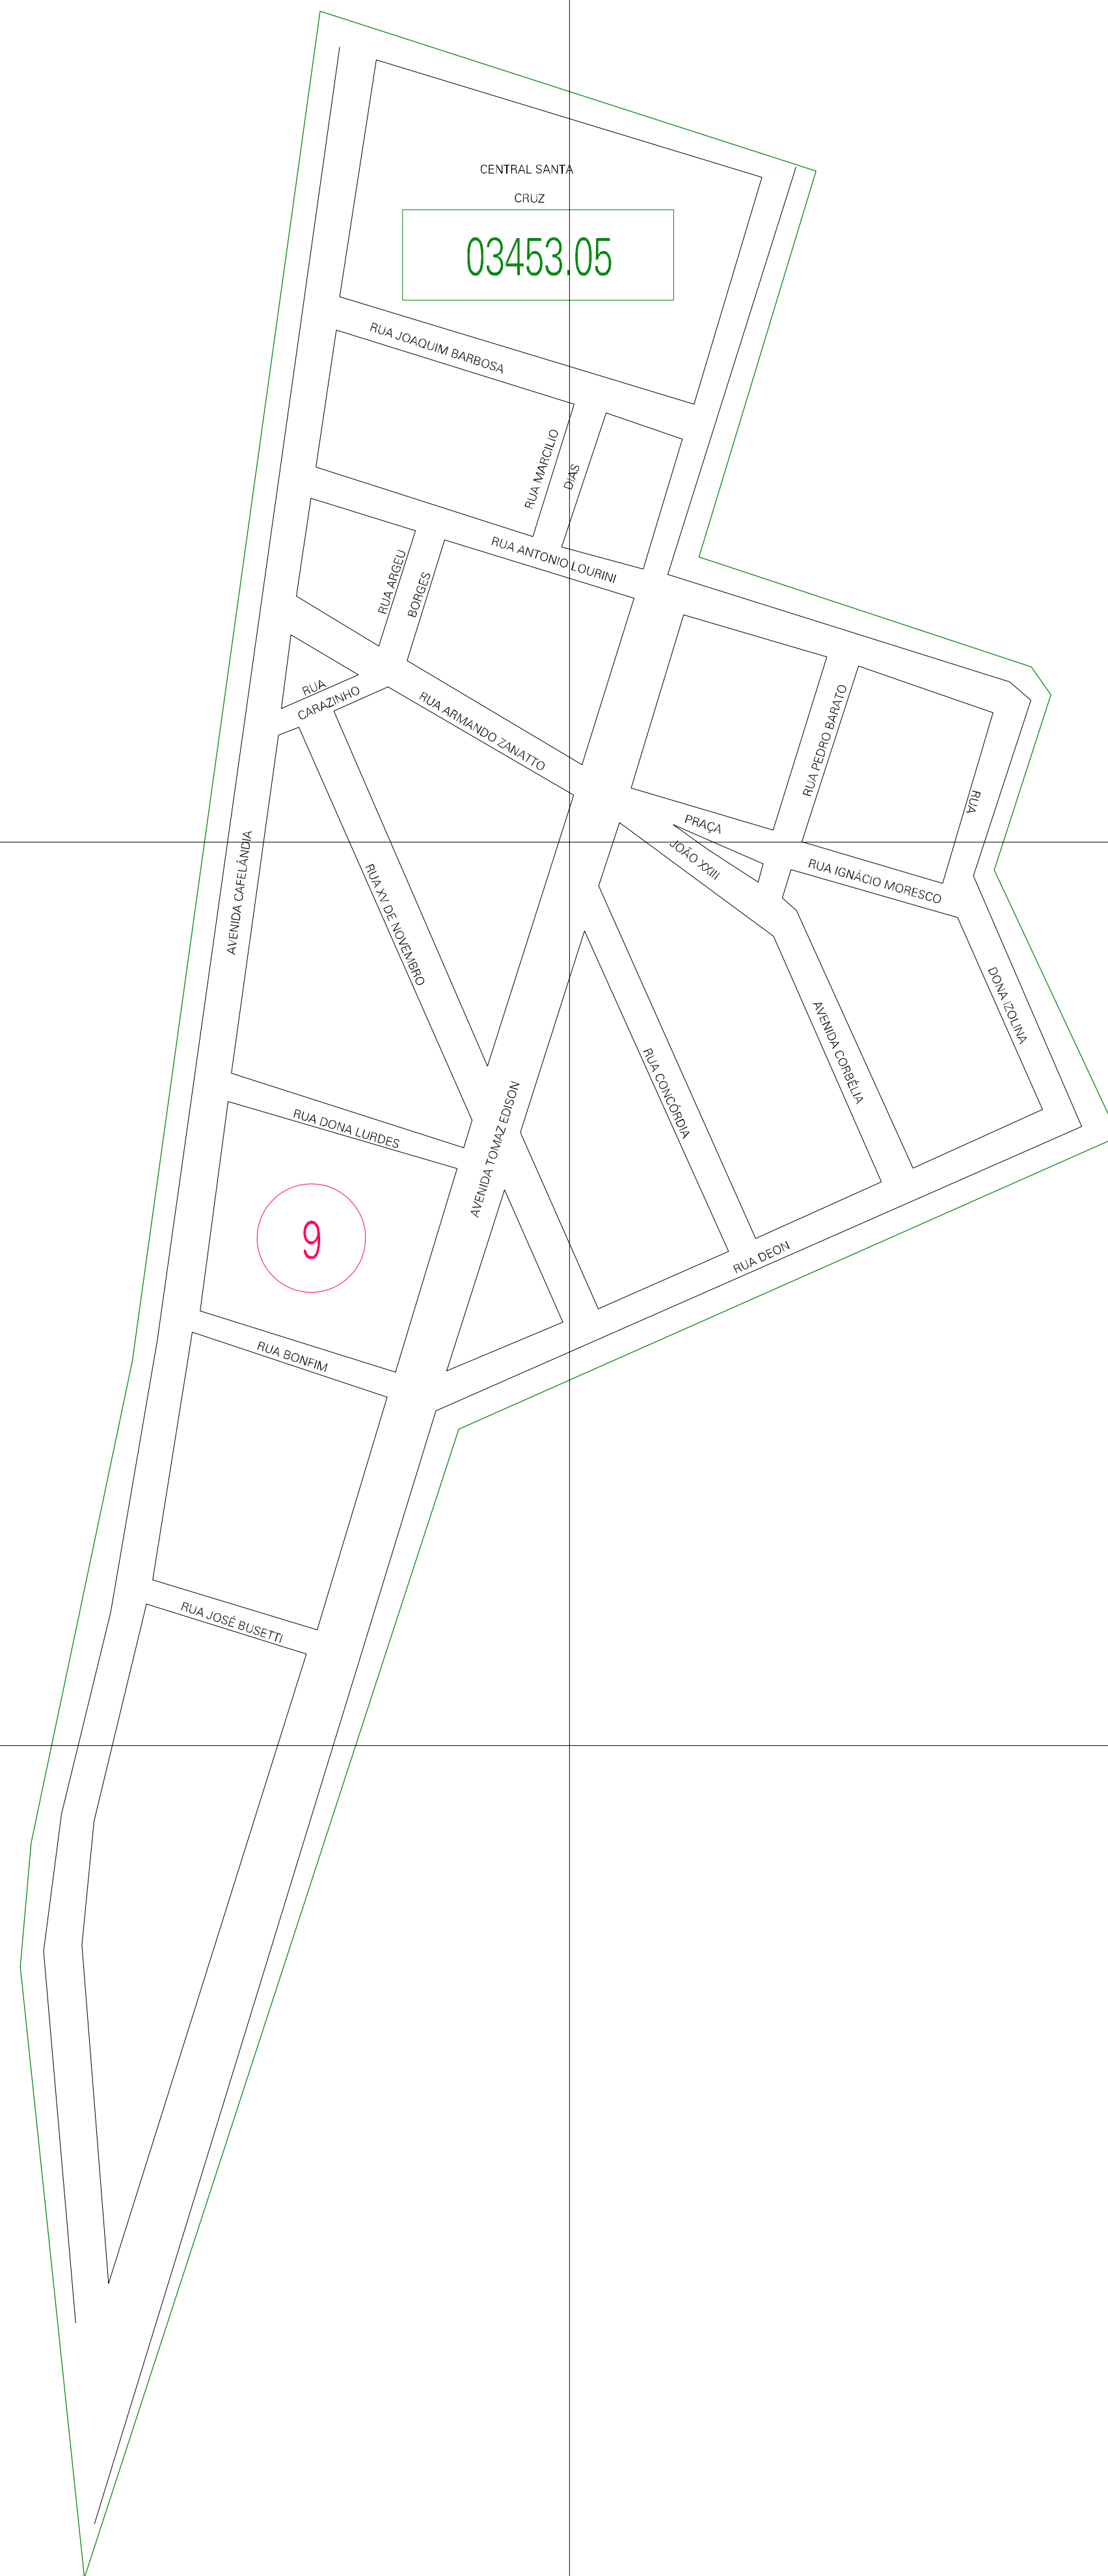 CENTRAL SANTA
CRUZ
03453.05
RUA JOAQUIM BARBOSA
RUA MARCILIO
DIAS
RUA ANTONIO LOURINI
RUA ARGEU
BORGES
RUA
CARAZINHO
RUA ARMANDO ZANATTO
RUA PEDRO BARATO
RUA
PRAÇA
JOÃO XXIII
RUA IGNÁCIO MORESCO
AVENIDA CAFELÂNDIA
RUA XV DE NOVEMBRO
DONA IZOLINA
AVENIDA CORBÉLIA
RUA CONCÓRDIA
AVENIDA TOMAZ EDISON
RUA DONA LURDES
9
RUA DEON
RUA BONFIM
RUA JOSÉ BUSETTI